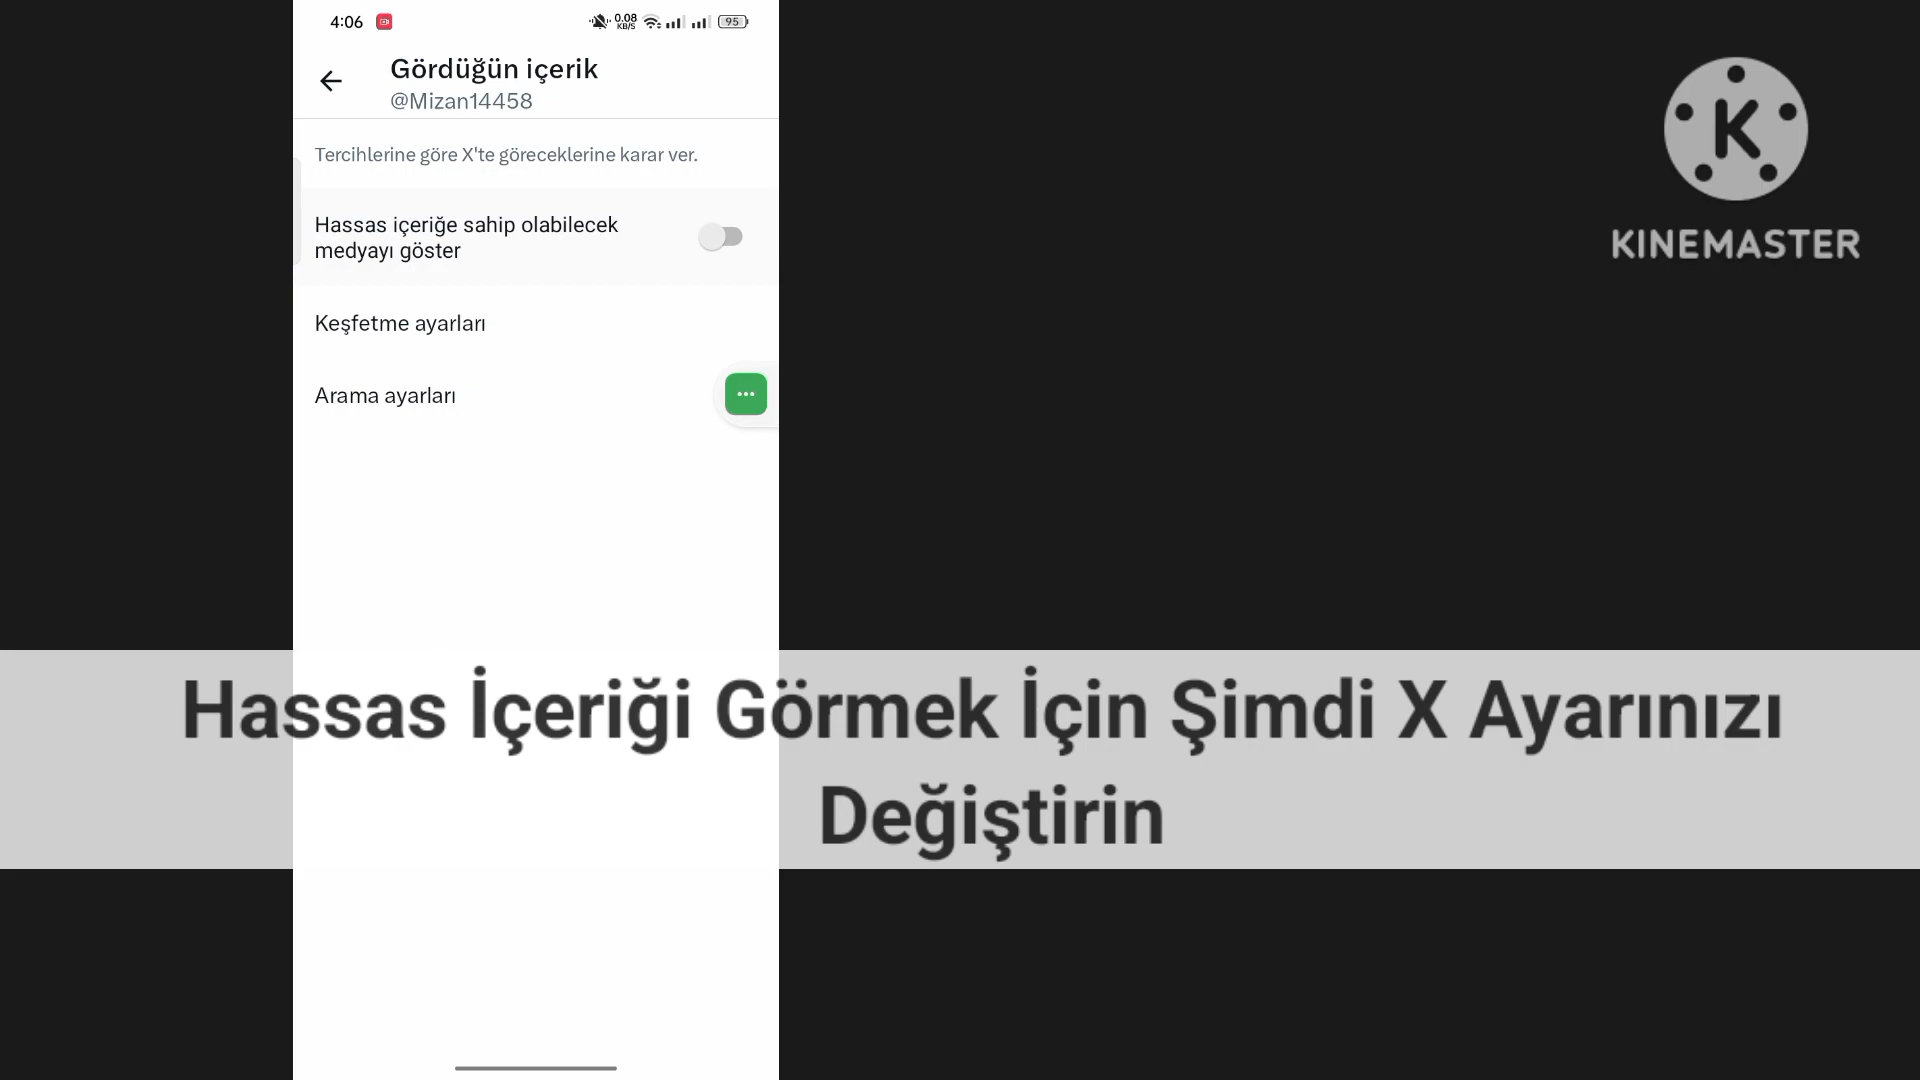 4:06
0.08
KB/S
95
Gördüğün içerik
@Mizan14458
Tercihlerine göre X'te göreceklerine karar ver.
Hassas içeriğe sahip olabilecek
medyayı göster
Keşfetme ayarları
Arama ayarları
K
KINEMASTER
Hassas İçeriği Görmek İçin Şimdi X Ayarınızı
Değiştirin